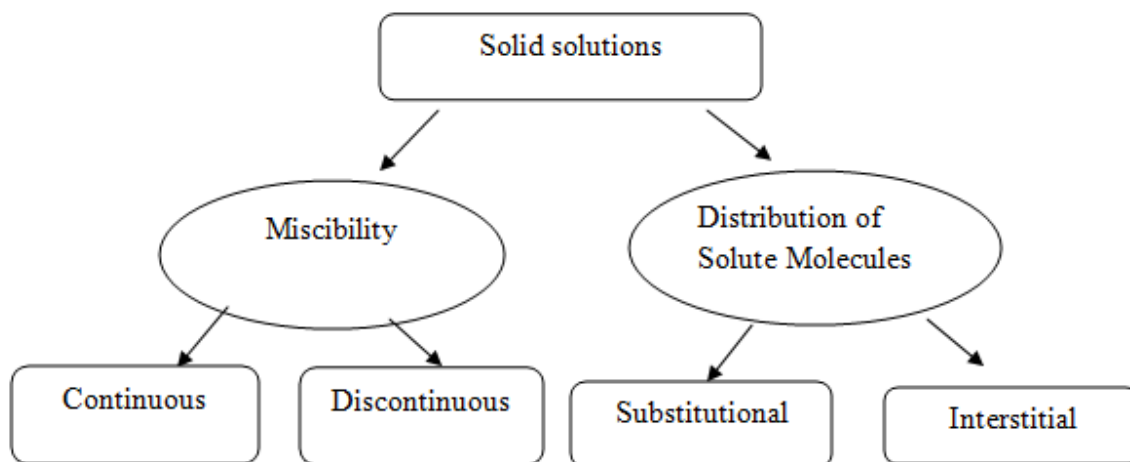 Solid solutions
Miscibility
Distribution of
Solute Molecules
Continuous
Discontinuous
Substitutional
Interstitial